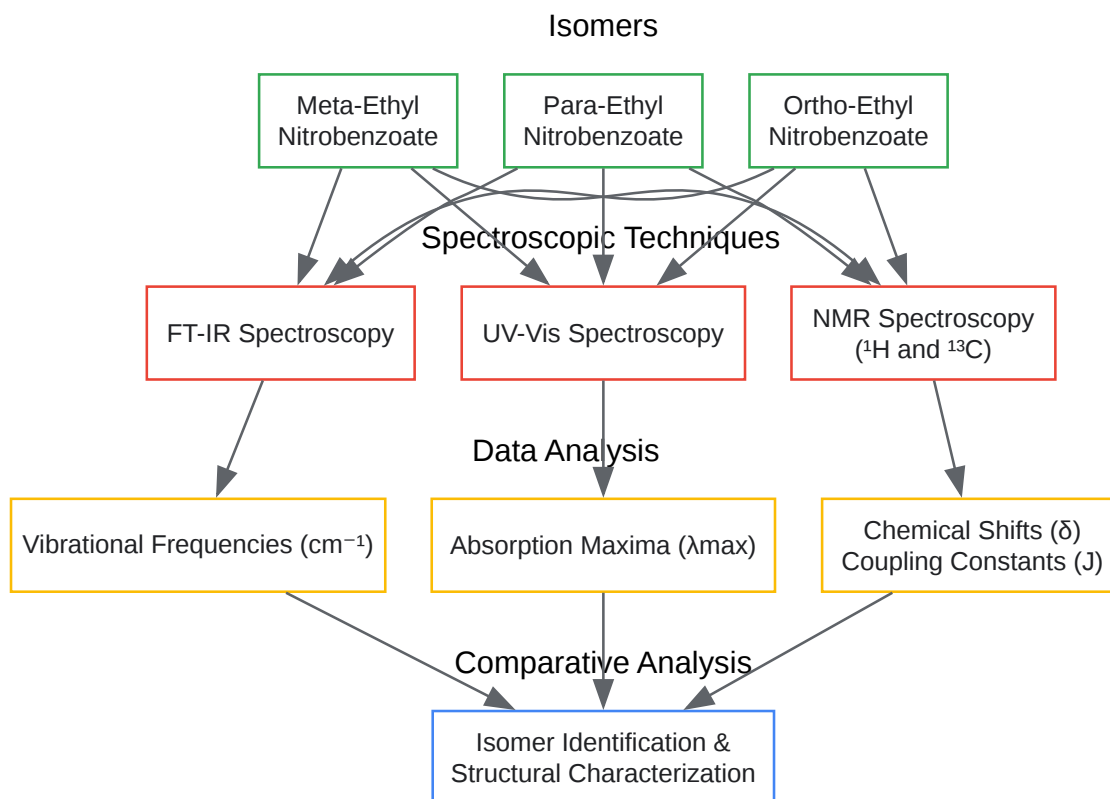 Isomers
Meta-Ethyl
Nitrobenzoate
Para-Ethyl
Nitrobenzoate
Ortho-Ethyl
Nitrobenzoate
Spectroscopic Techniques
FT-IR Spectroscopy
UV-Vis Spectroscopy
NMR Spectroscopy
(¹H and ¹³C)
Data Analysis
Vibrational Frequencies (cm⁻¹)
Absorption Maxima (λmax)
Chemical Shifts (δ)
Coupling Constants (J)
Comparative Analysis
Isomer Identification &
Structural Characterization